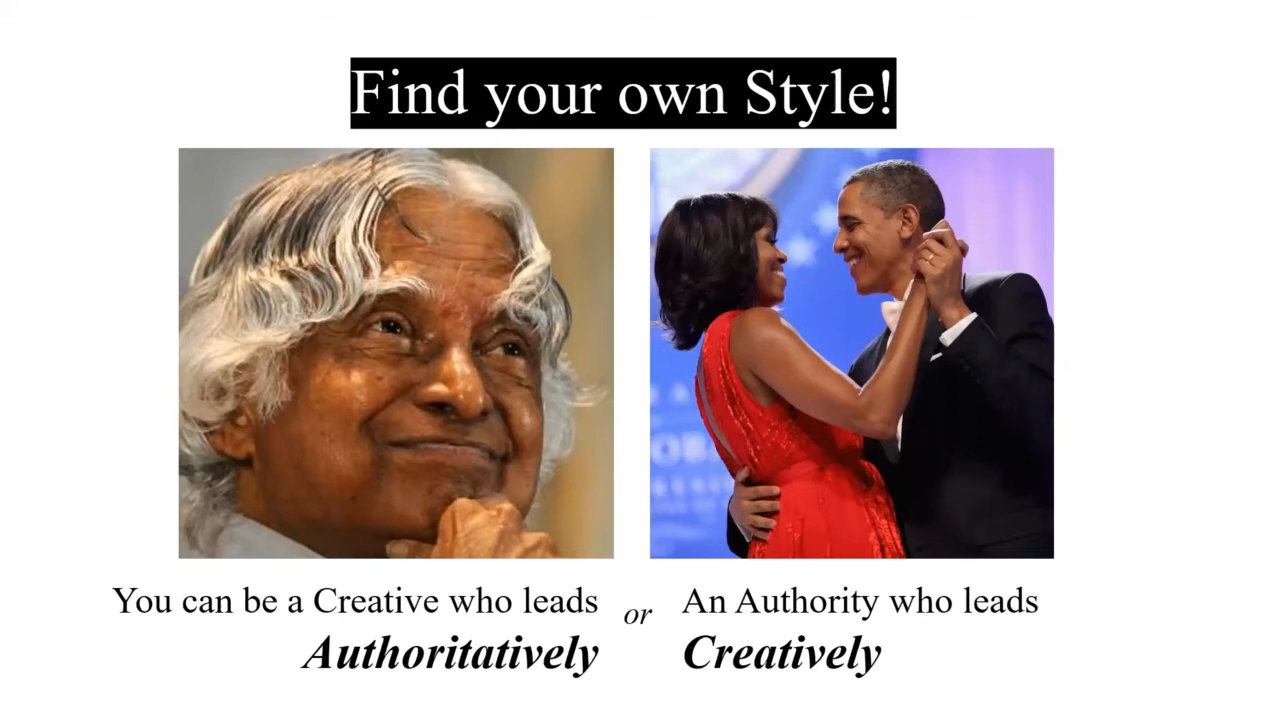 Find your own Style!
You can be a Creative who leads
Authoritatively
or
An Authority who leads
Creatively